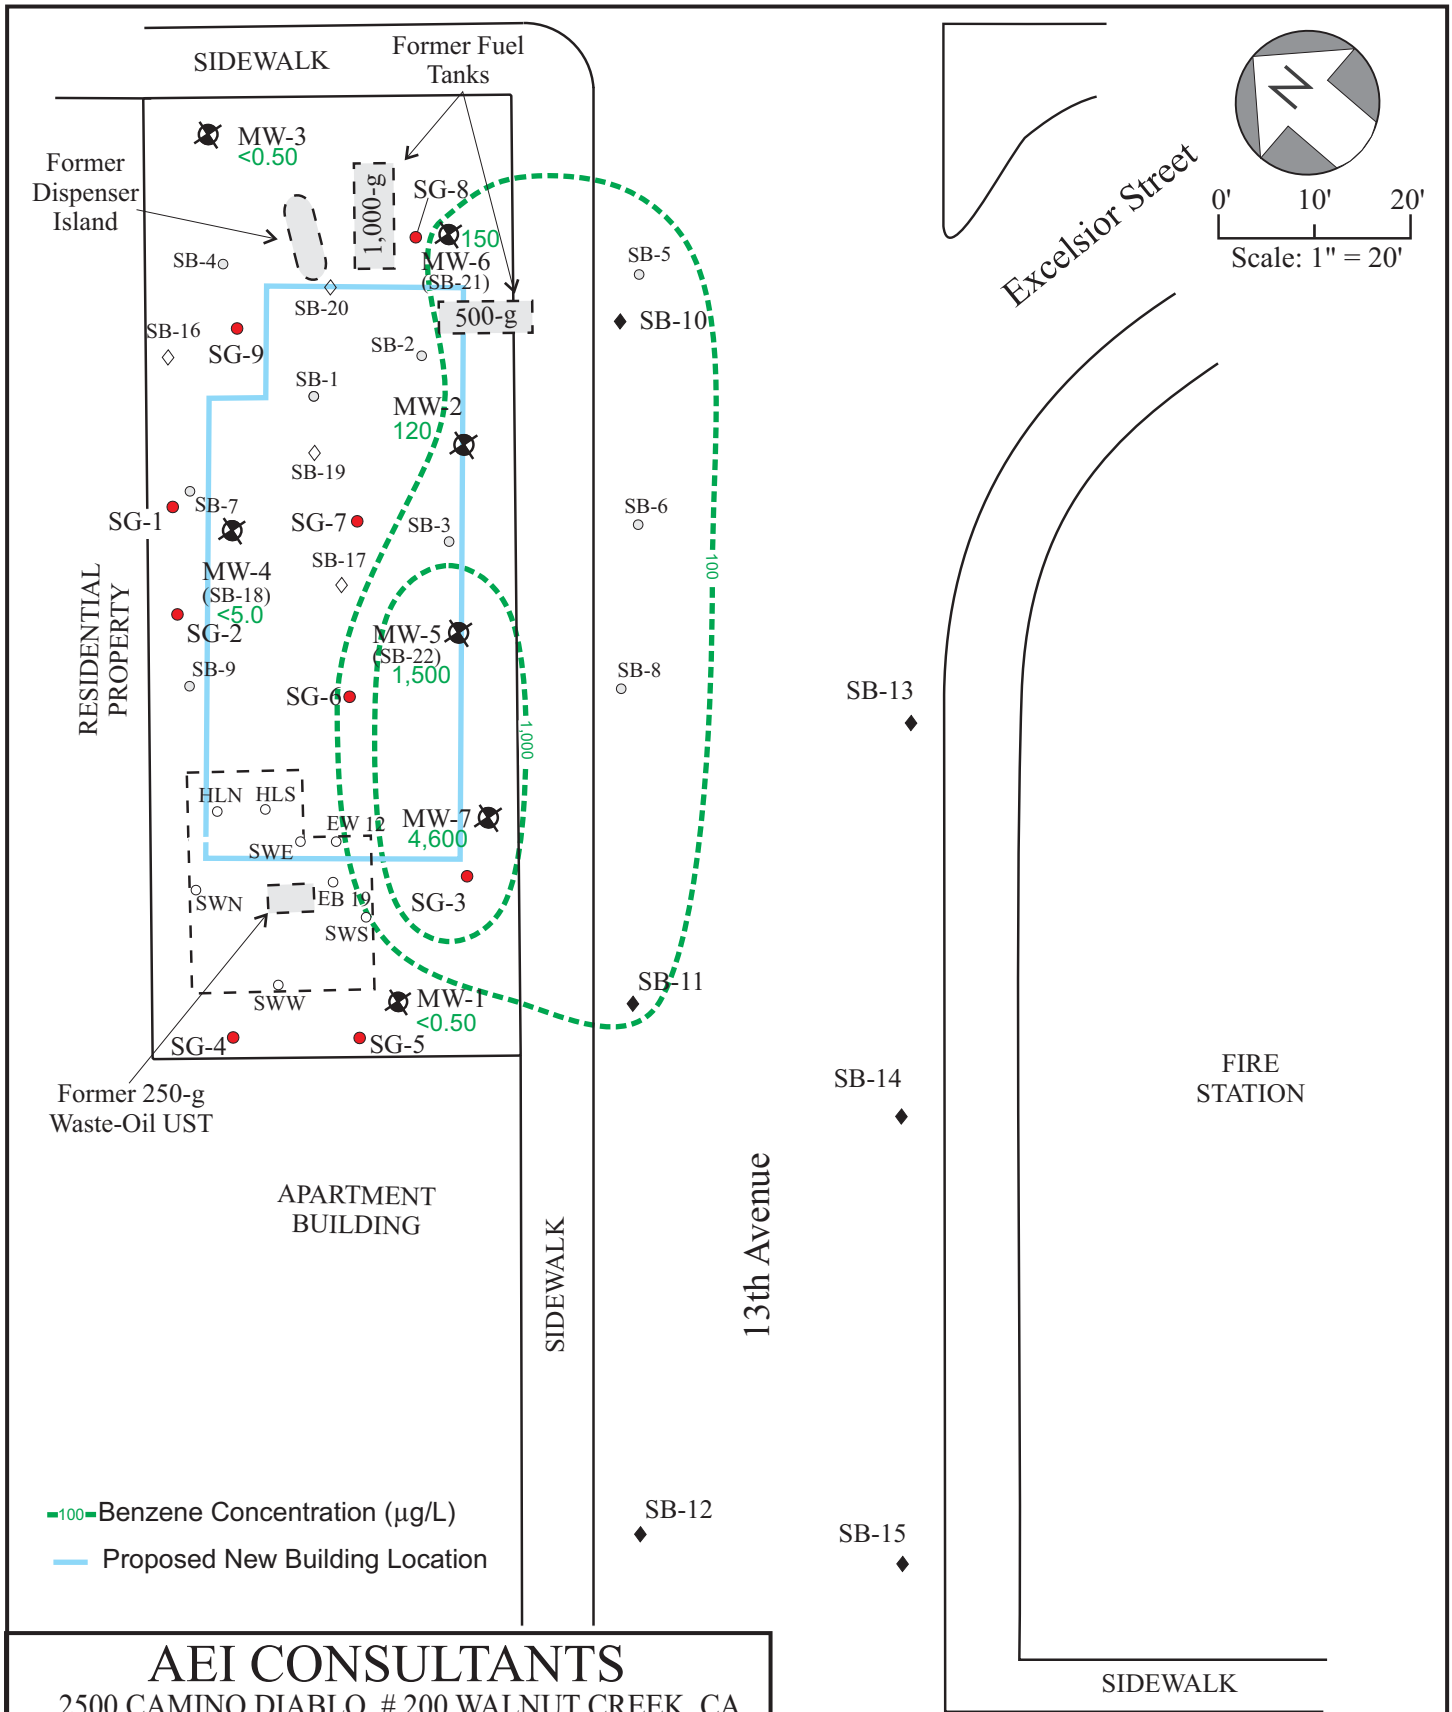 SIDEWALK
Former Fuel
Tanks
N
0' 10' 20'
Scale: 1" = 20'
Excelsior Street
MW-3
<0.50
Former
Dispenser
Island
1,000-g
SG-8
150
MW-6
(SB-21)
SB-4
SB-5
SB-20
500-g
SB-10
SB-16
SG-9
SB-2
SB-1
MW-2
120
SB-19
SB-7
SG-1
SG-7
SB-3
SB-6
SB-17
100
MW-4
(SB-18)
<5.0
SG-2
RESIDENTIAL
PROPERTY
MW-5
(SB-22)
1,500
SB-9
SG-6
SB-8
SB-13
1,000
HLN
HLS
EW 12
MW-7
4,600
SWE
SWN
EB 19
SG-3
SWS
SWW
MW-1
<0.50
SB-11
SG-4
SG-5
Former 250-g
Waste-Oil UST
SB-14
FIRE
STATION
APARTMENT
BUILDING
SIDEWALK
13th Avenue
100 Benzene Concentration (µg/L)
Proposed New Building Location
SB-12
SB-15
SIDEWALK
AEI CONSULTANTS
2500 CAMINO DIABLO, # 200 WALNUT CREEK, CA